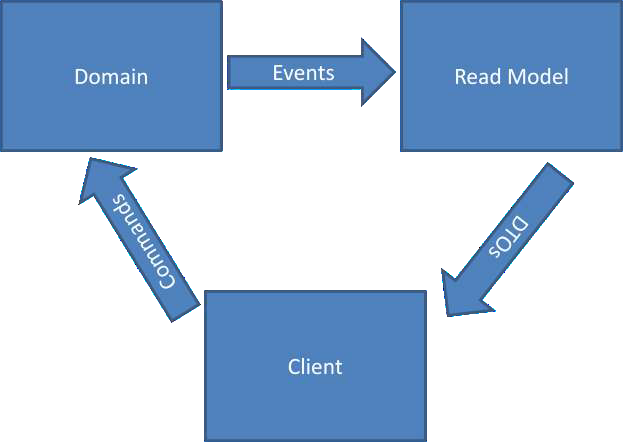 Domain
Events
Read Model
Commands
DTOs
Client